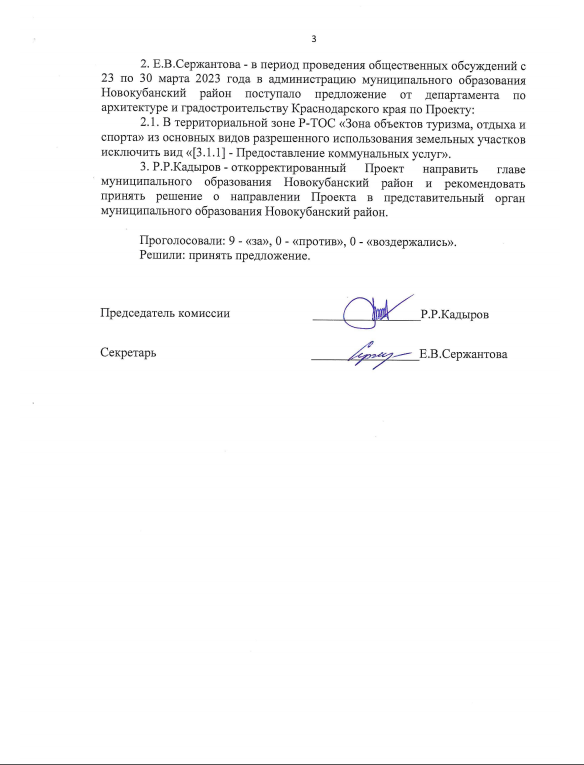 3
2. Е.В.Сержантова - в период проведения общественных обсуждений с
23 по 30 марта 2023 года в администрацию муниципального образования
Новокубанский район поступало предложение от департамента по
архитектуре и градостроительству Краснодарского края по Проекту:
2.1. В территориальной зоне Р-ТОС «Зона объектов туризма, отдыха и
спорта» из основных видов разрешенного использования земельных участков
исключить вид «[3.1.1] - Предоставление коммунальных услуг».
3. Р.Р.Кадыров - откорректированный Проект направить главе
муниципального образования Новокубанский район и рекомендовать
принять решение о направлении Проекта в представительный орган
муниципального образования Новокубанский район.
Проголосовали: 9 - «за», 0 - «против», 0 - «воздержались».
Решили: принять предложение.
Председатель комиссии Р.Р.Кадыров
Секретарь Е.В.Сержантова